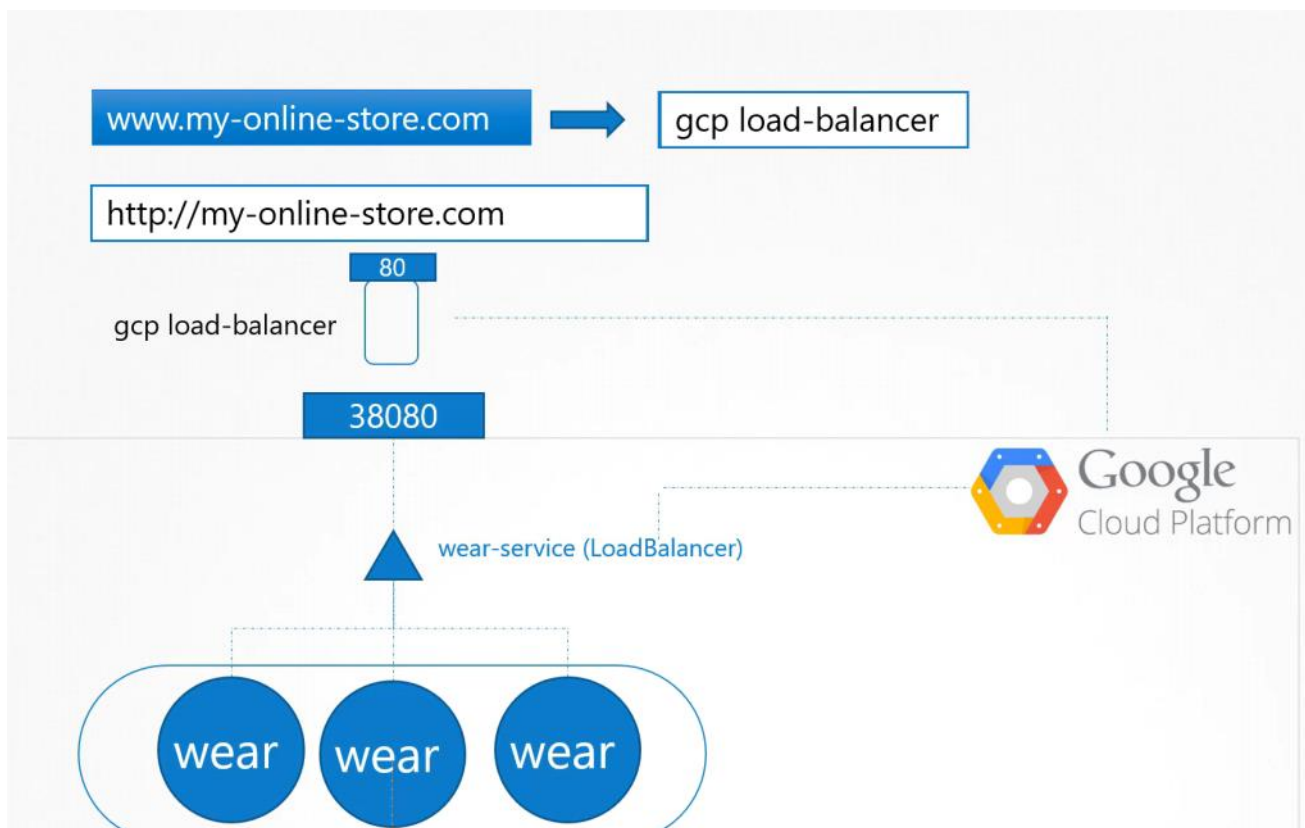 www.my-online-store.com
gcp load-balancer
http://my-online-store.com
80
gcp load-balancer
38080
Google
Cloud Platform
wear-service (LoadBalancer)
wear
wear
wear